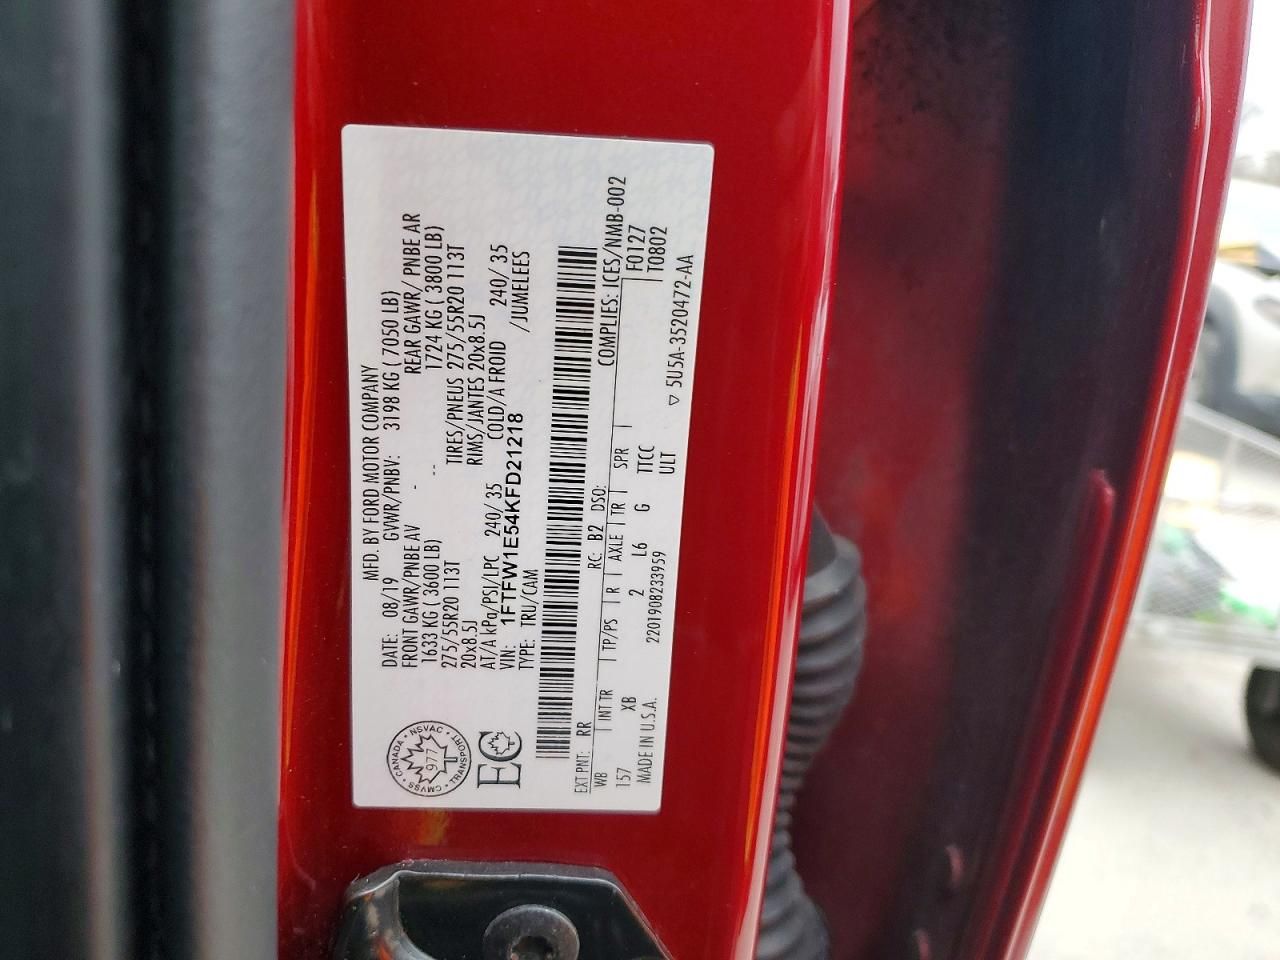 MFD. BY FORD MOTOR COMPANY
DATE: 08/19 GVWR/PNBV: 3198 KG ( 7050 LB)
FRONT GAWR/PNBE AV REAR GAWR/ PNBE AR
1633 KG ( 3600 LB) - 1724 KG ( 3800 LB)
275/55R20 113T -- TIRES/PNEUS 275/55R20 113T
20x8.5J RIMS/JANTES 20x8.5J
AT/A kPa/PSI/LPC 240/ 35 COLD/A FROID 240/ 35
VIN: 1FTFW1E54KFD21218 /JUMELEES
TYPE: TRU/CAM
CANADA • NSVAC • TRANSPORT • CMVSS •
977
T
EC
EXT PNT: RR RC: B2 DSO: COMPLIES: ICES/NMB-002
WB INT TR TP/PS R AXLE TR SPR F0127
157 XB 2 L6 G TTCC T0802
ULT
MADE IN U.S.A. 2201908233959 ▽ 5U5A-3520472-AA